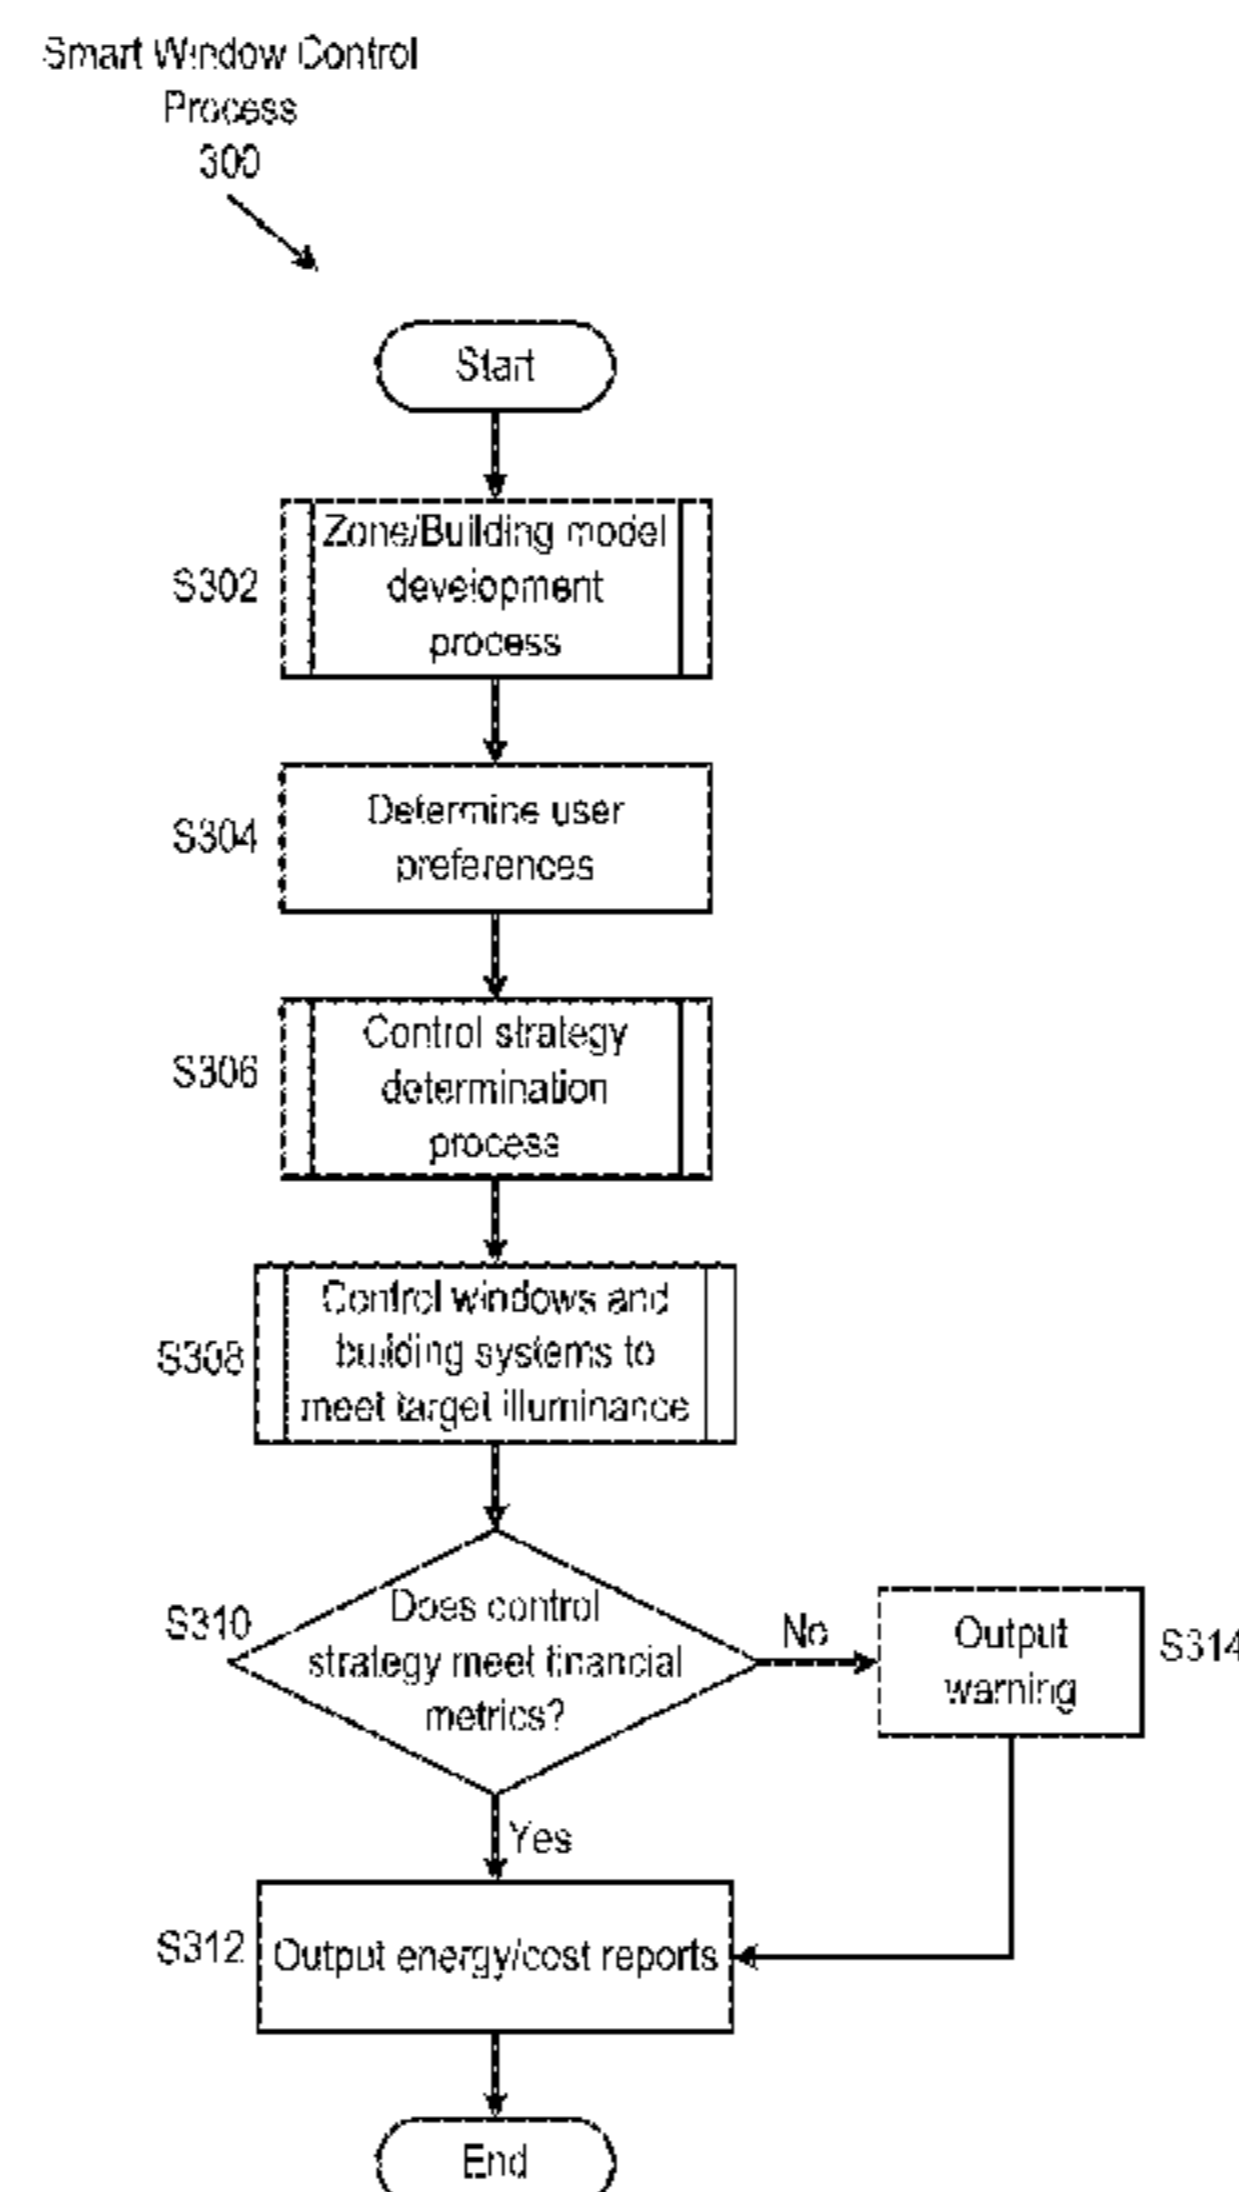 Smart Window Control
Process
300
Start
S302
Zone/Building model
development
process
S304
Determine user
preferences
S306
Control strategy
determination
process
S308
Control windows and
building systems to
meet target illuminance
S310
Does control
strategy meet financial
metrics?
No
Output
warning
S314
Yes
S312
Output energy/cost reports
End